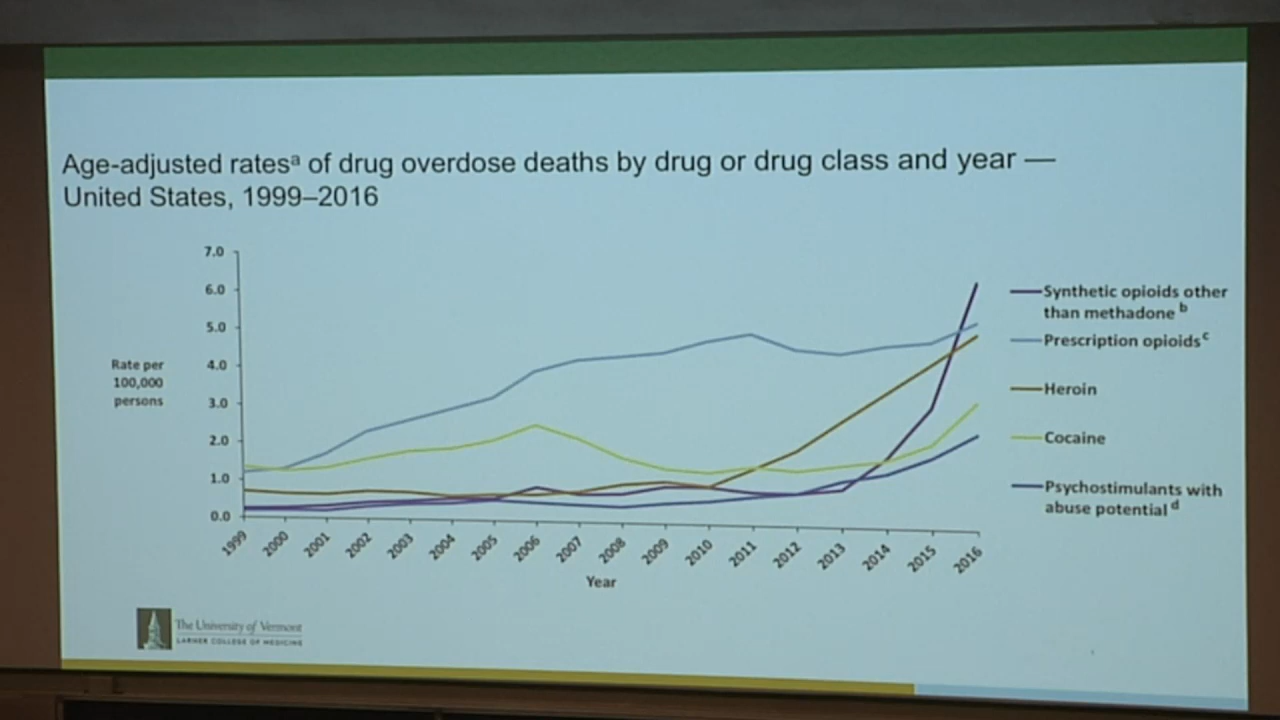 Age-adjusted ratesᵃ of drug overdose deaths by drug or drug class and year —
United States, 1999–2016
7.0
6.0
5.0
4.0
3.0
2.0
1.0
0.0
Rate per
100,000
persons
1999
2000
2001
2002
2003
2004
2005
2006
2007
2008
2009
2010
2011
2012
2013
2014
2015
2016
Year
Synthetic opioids other
than methadone ᵇ
Prescription opioidsᶜ
Heroin
Cocaine
Psychostimulants with
abuse potential ᵈ
The University of Vermont
LARNER COLLEGE OF MEDICINE